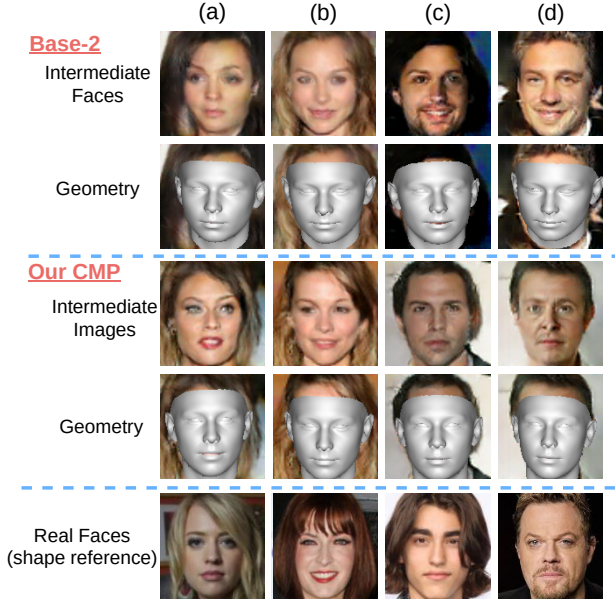 (a) (b) (c) (d)
Base-2
Intermediate
Faces
Geometry
Our CMP
Intermediate
Images
Geometry
Real Faces
(shape reference)